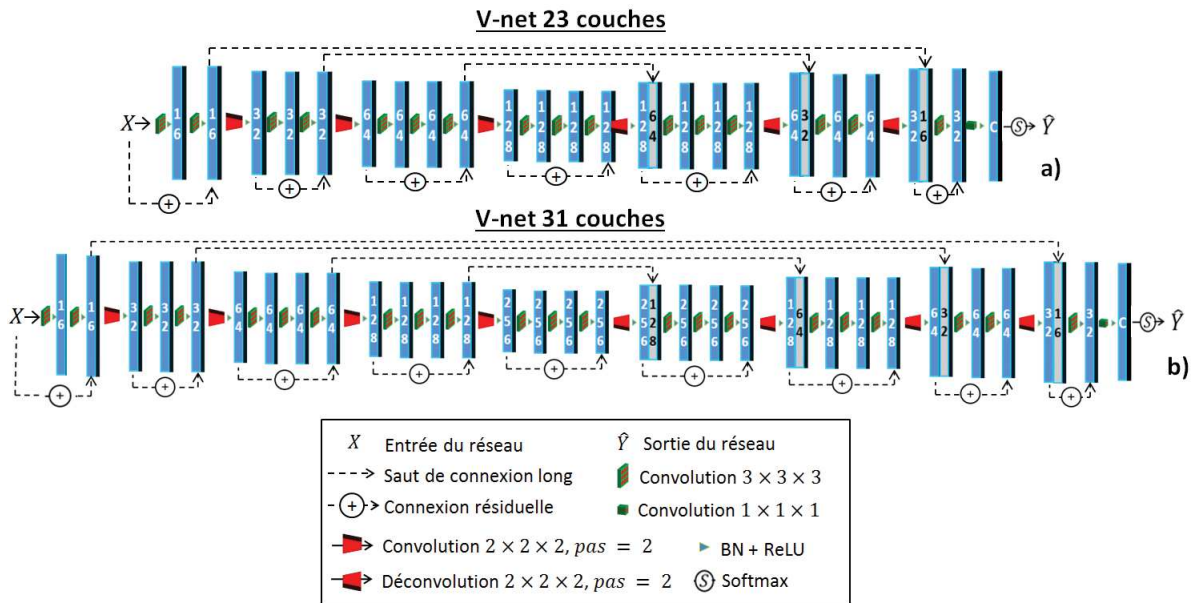 V-net 23 couches
X 16 16 32 32 32 64 64 64 64 128 128 128 128 128 64 128 128 128 64 32 64 64 32 16 32 C S Ŷ
+ + + + + + +
a)
V-net 31 couches
X 16 16 32 32 32 64 64 64 64 128 128 128 128 256 256 256 256 256 128 256 256 256 128 64 128 128 128 64 32 64 64 32 16 32 C S Ŷ
+ + + + + + + + +
b)
X Entrée du réseau
Saut de connexion long
+ Connexion résiduelle
Convolution 2 × 2 × 2, pas = 2
Déconvolution 2 × 2 × 2, pas = 2
Ŷ Sortie du réseau
Convolution 3 × 3 × 3
Convolution 1 × 1 × 1
BN + ReLU
S Softmax